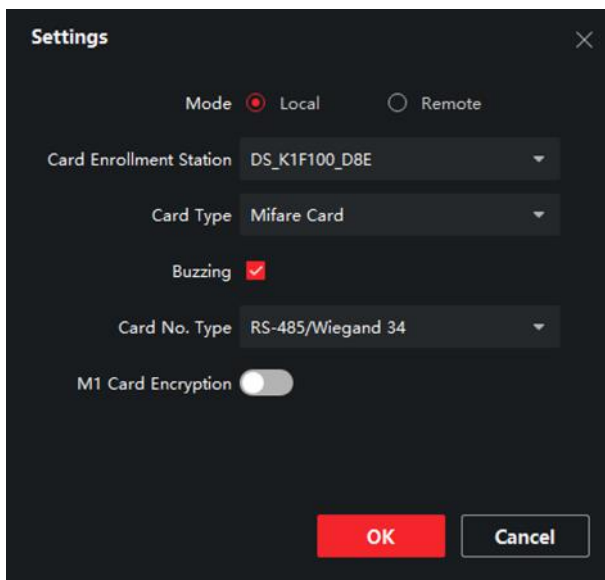 Settings
Mode Local Remote
Card Enrollment Station DS_K1F100_D8E
Card Type Mifare Card
Buzzing
Card No. Type RS-485/Wiegand 34
M1 Card Encryption
OK Cancel